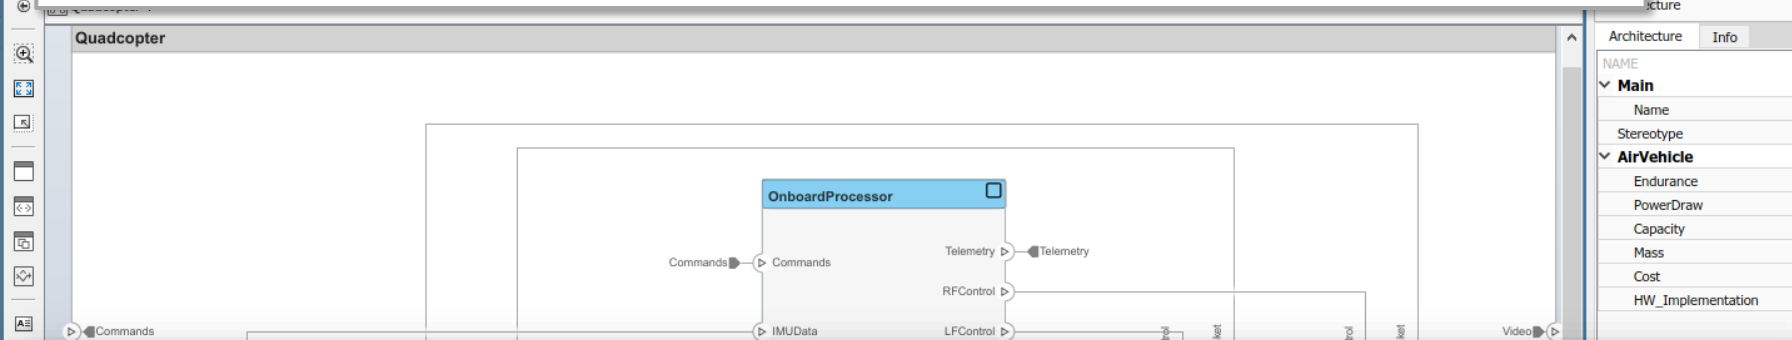 Quadcopter
OnboardProcessor
Commands
Commands
Telemetry
Telemetry
RFControl
Commands
IMUData
LFControl
Video
Architecture
Info
NAME
Main
Name
Stereotype
AirVehicle
Endurance
PowerDraw
Capacity
Mass
Cost
HW_Implementation